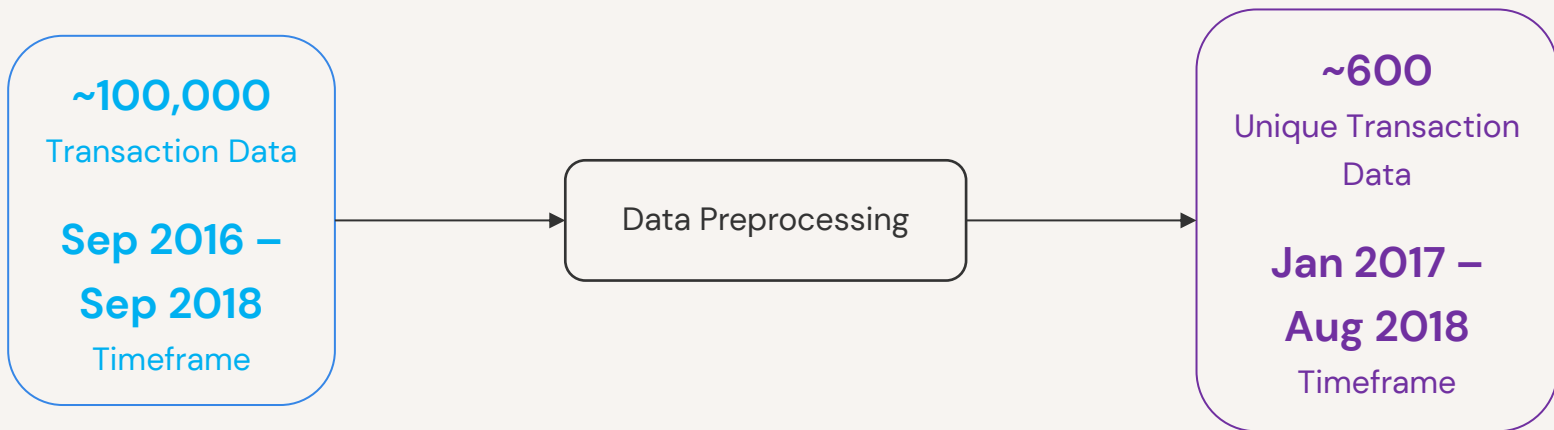 ~100,000
Transaction Data
Sep 2016 –
Sep 2018
Timeframe
Data Preprocessing
~600
Unique Transaction
Data
Jan 2017 –
Aug 2018
Timeframe